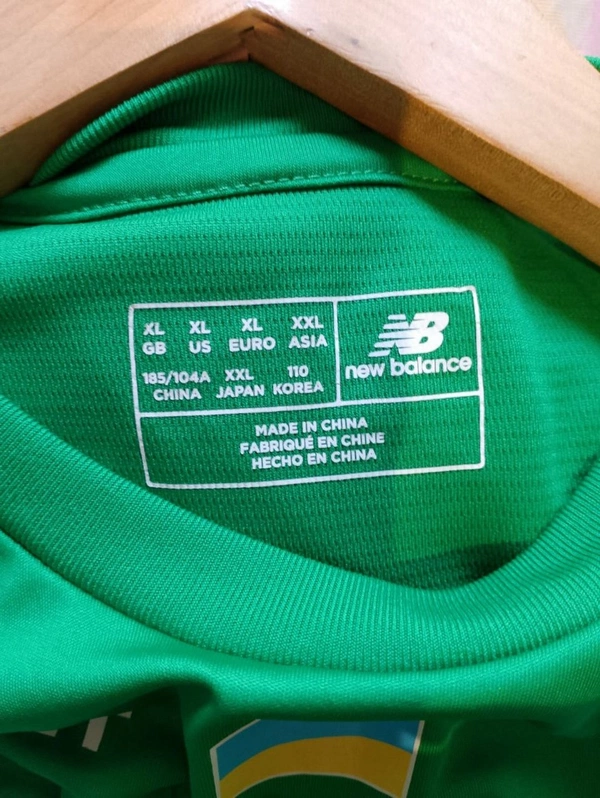 XL XL XL XXL
GB US EURO ASIA
185/104A XXL 110
CHINA JAPAN KOREA
NB
new balance
MADE IN CHINA
FABRIQUÉ EN CHINE
HECHO EN CHINA